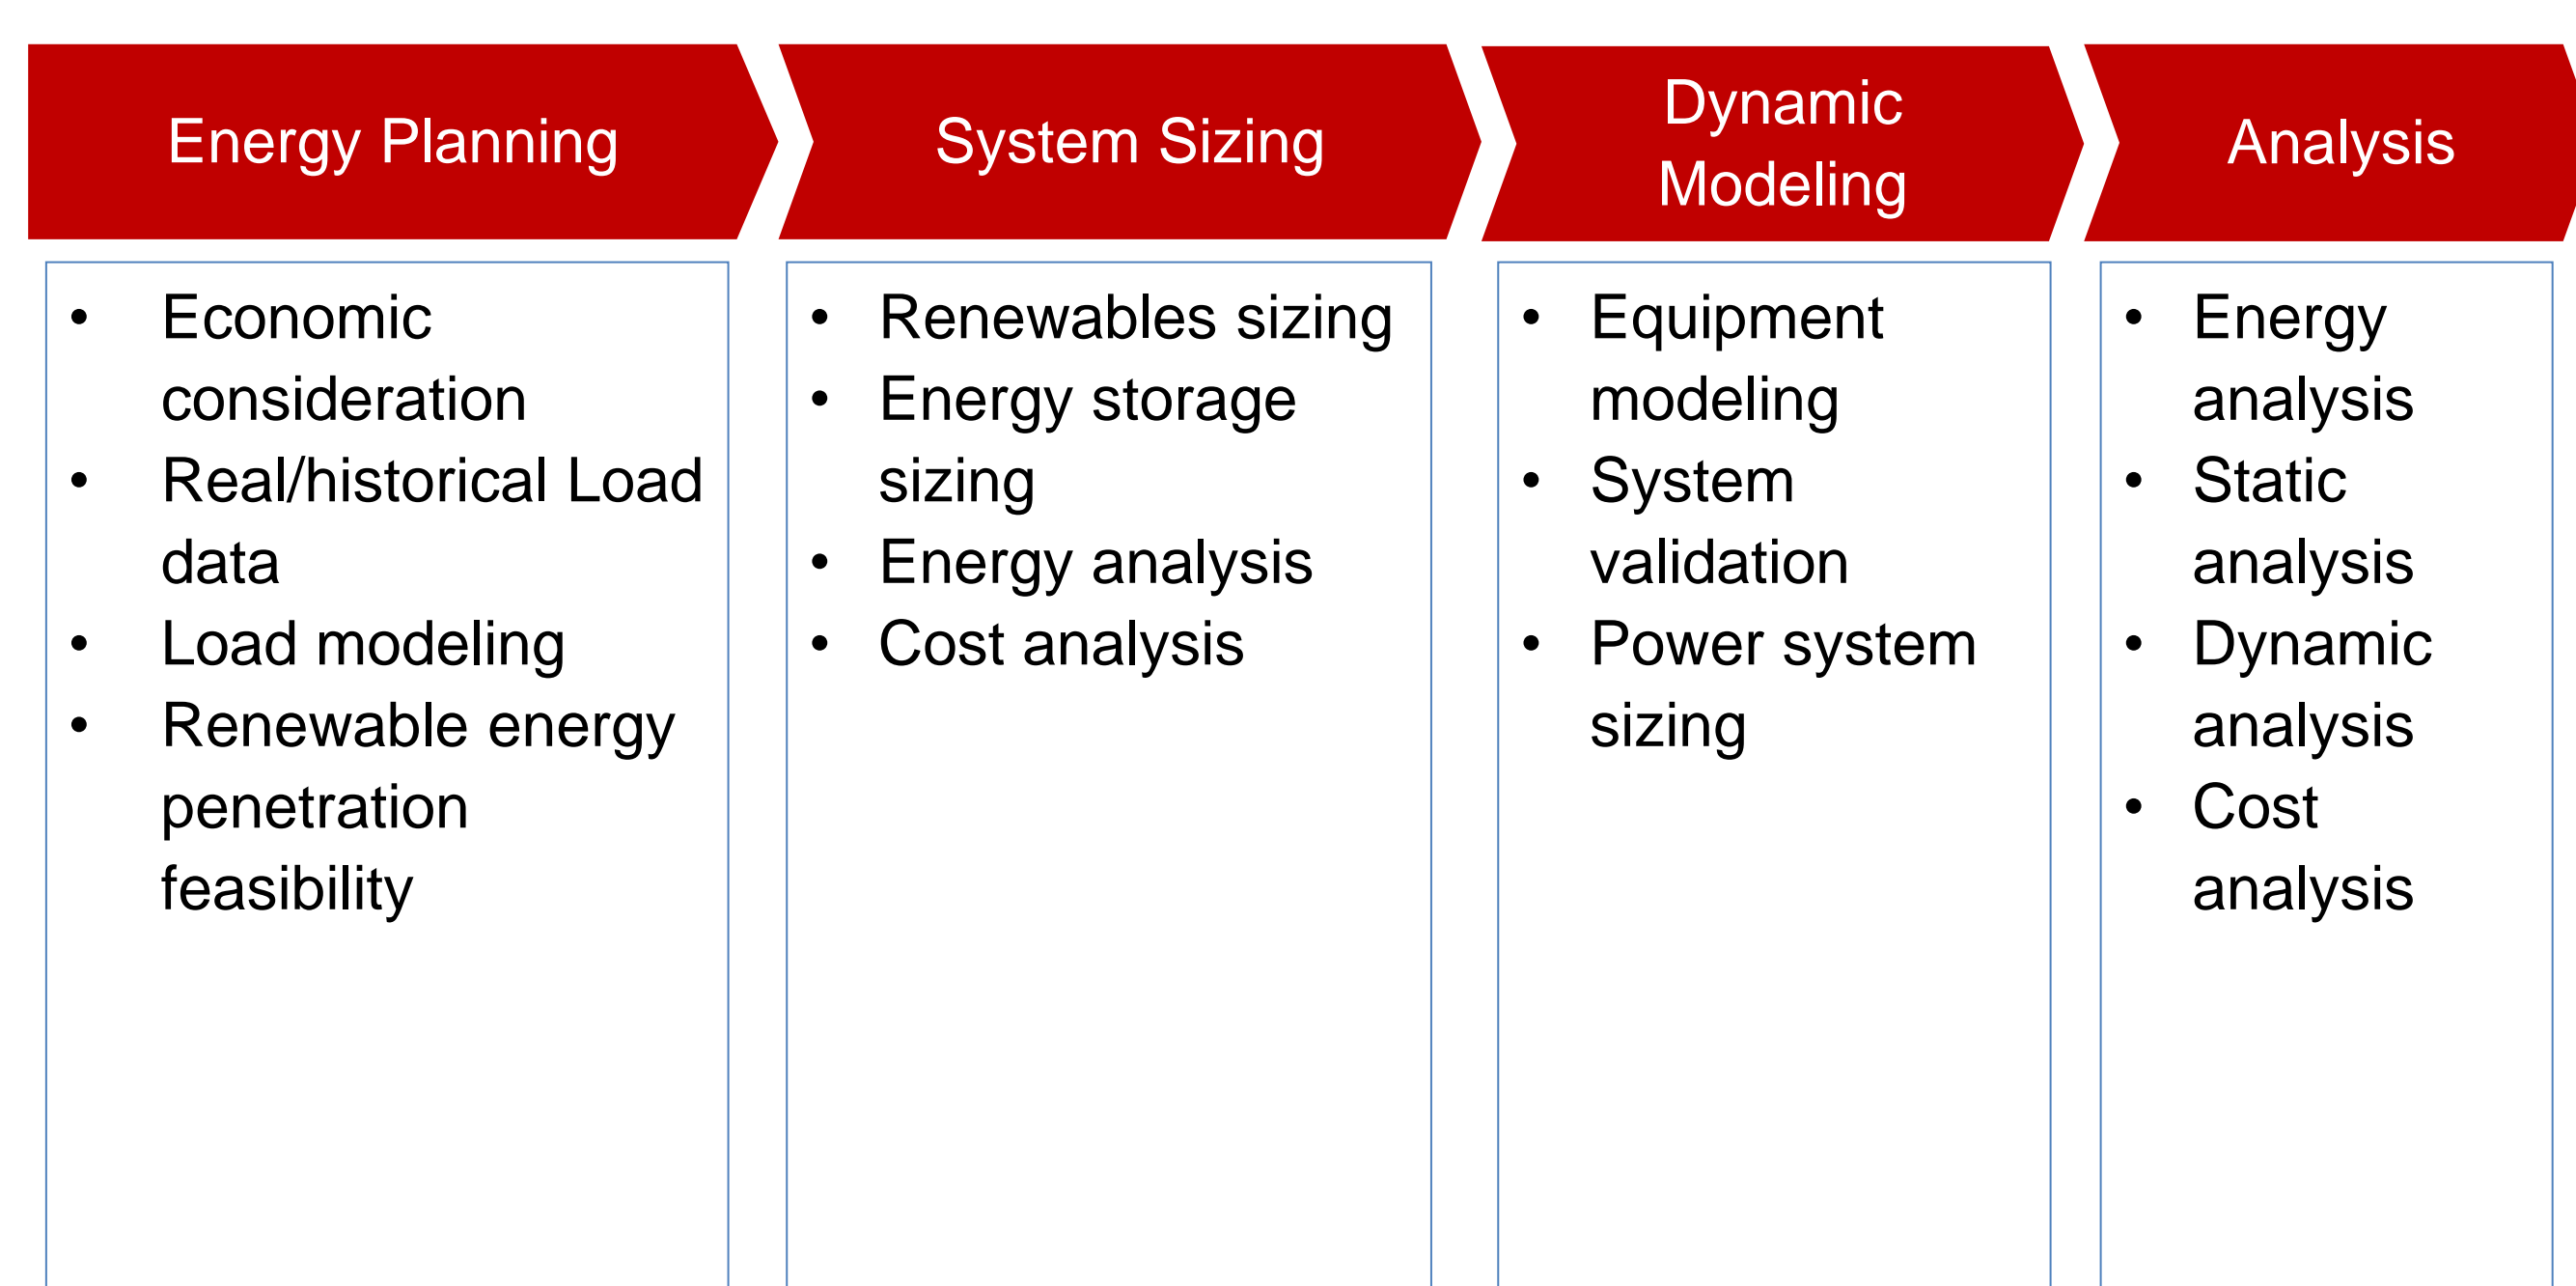 Energy Planning
System Sizing
Dynamic
Modeling
Analysis
• Economic
consideration
• Real/historical Load
data
• Load modeling
• Renewable energy
penetration
feasibility
• Renewables sizing
• Energy storage
sizing
• Energy analysis
• Cost analysis
• Equipment
modeling
• System
validation
• Power system
sizing
• Energy
analysis
• Static
analysis
• Dynamic
analysis
• Cost
analysis